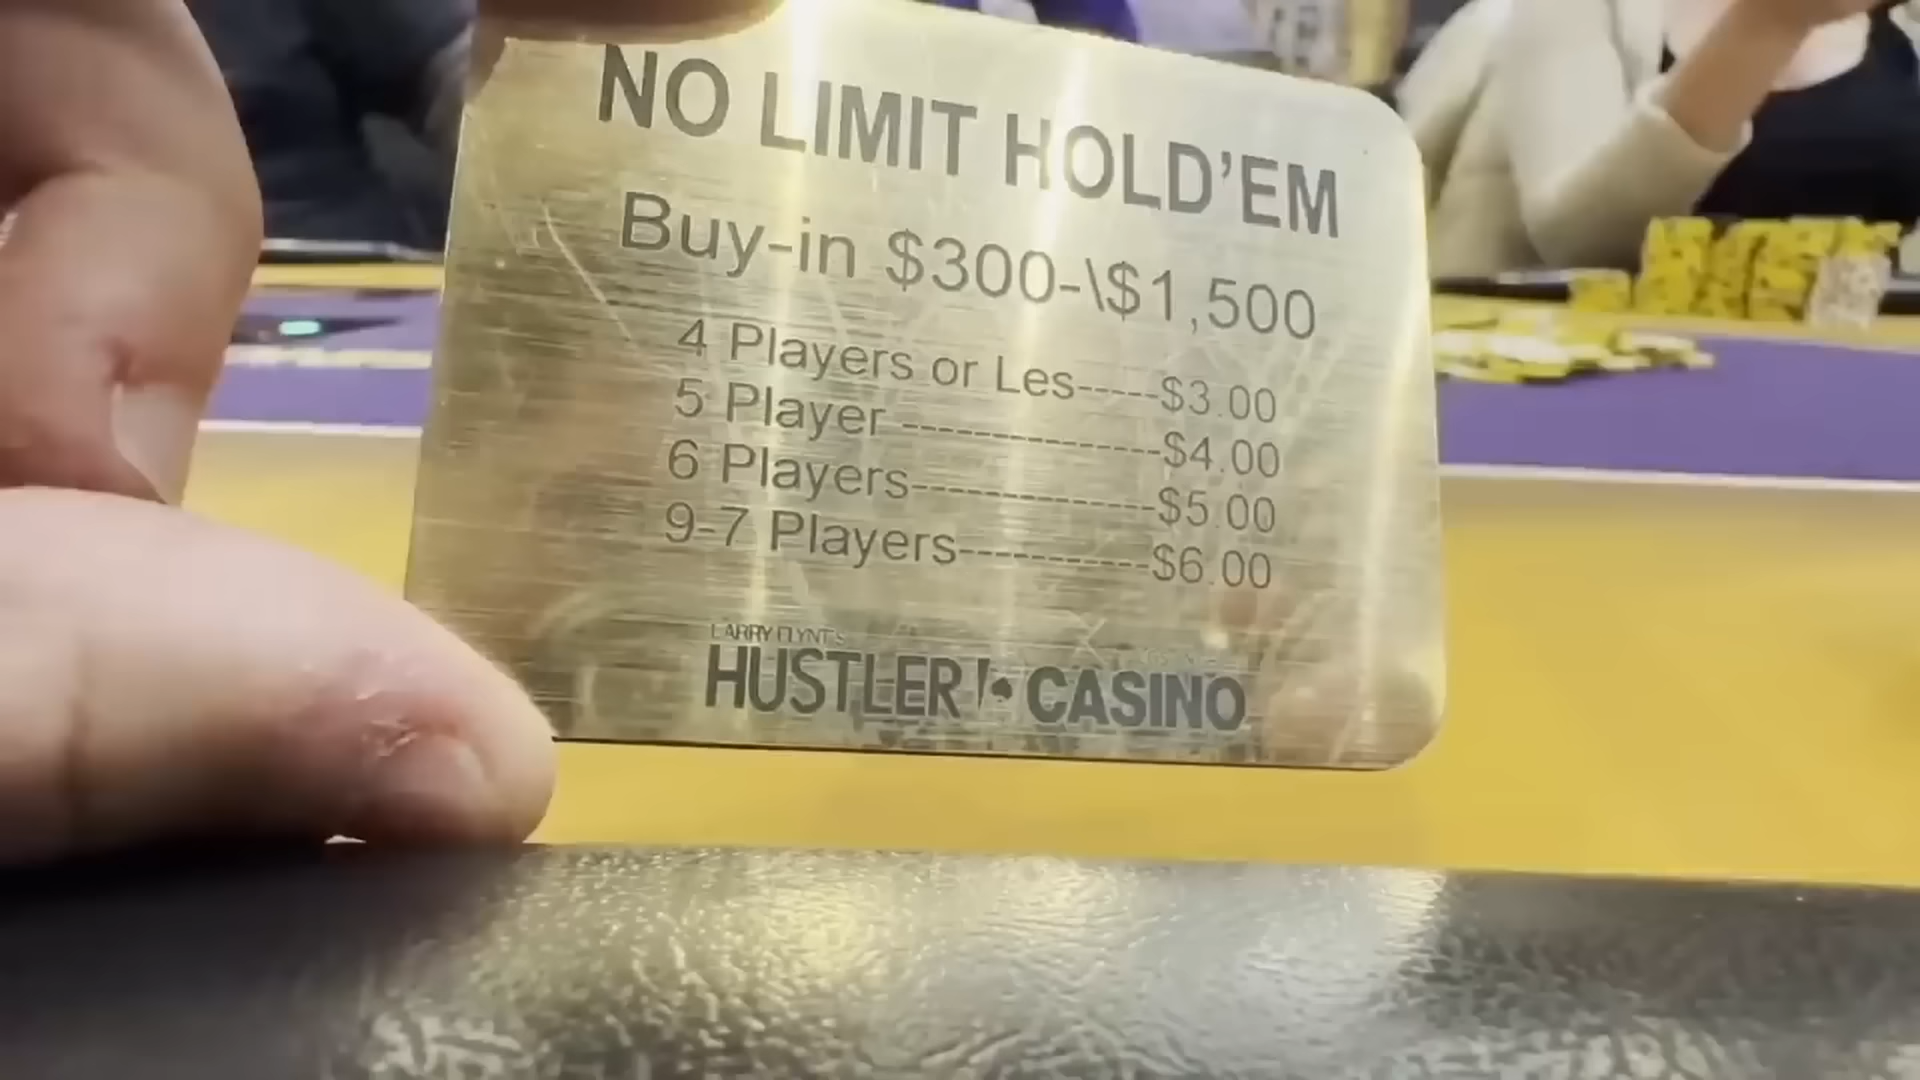 NO LIMIT HOLD'EM
Buy-in $300-\$1,500
4 Players or Les-----$3.00
5 Player --------------$4.00
6 Players-------------$5.00
9-7 Players----------$6.00
LARRY FLYNT'S
HUSTLER CASINO